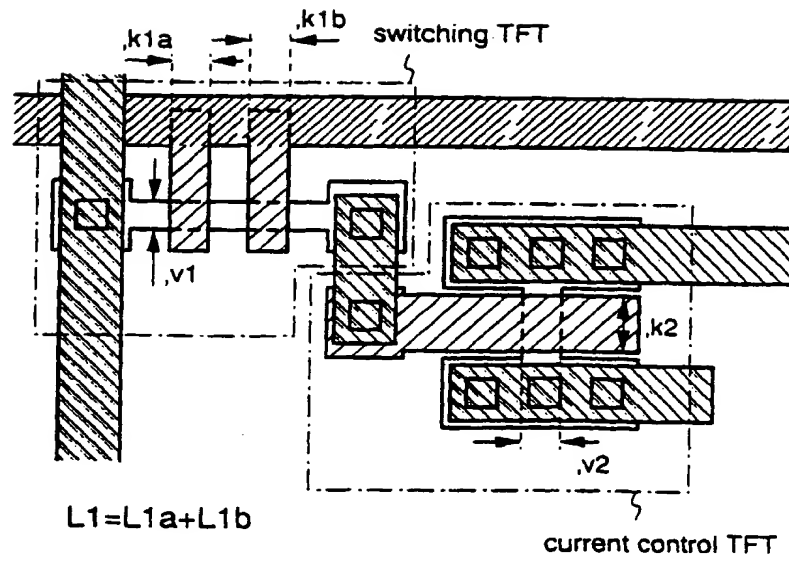 ,k1a
,k1b
switching TFT
,v1
,k2
,v2
L1=L1a+L1b
current control TFT